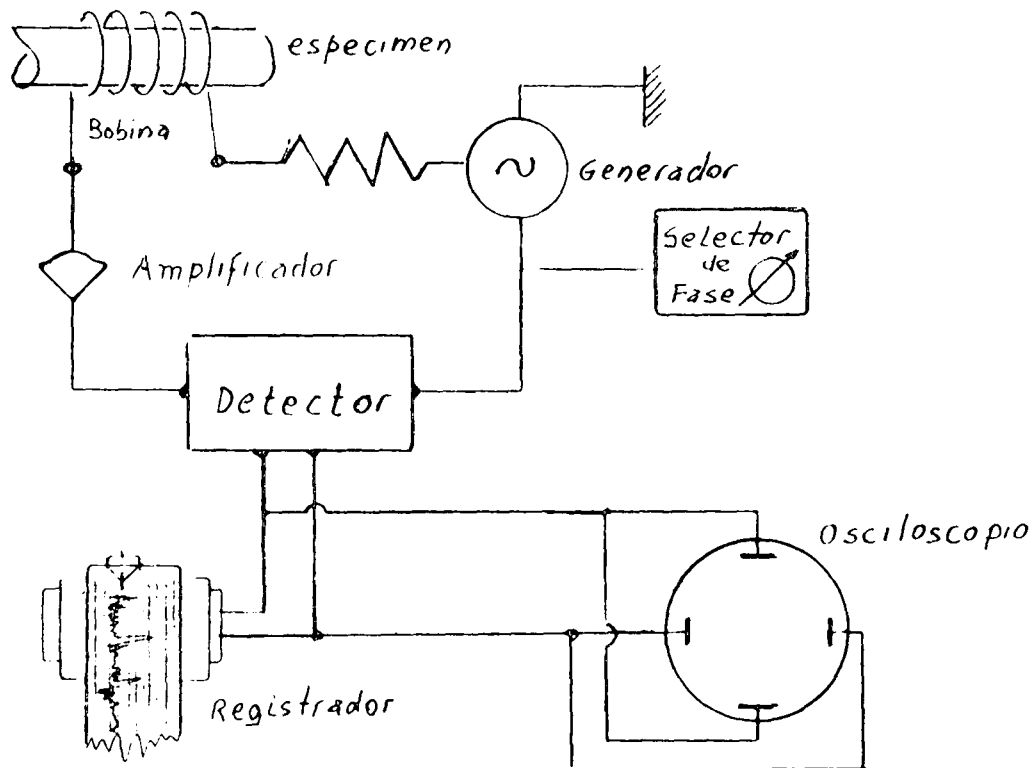 especimen
Bobina
Generador
Selector
de
Fase
Amplificador
Detector
Osciloscopio
Registrador